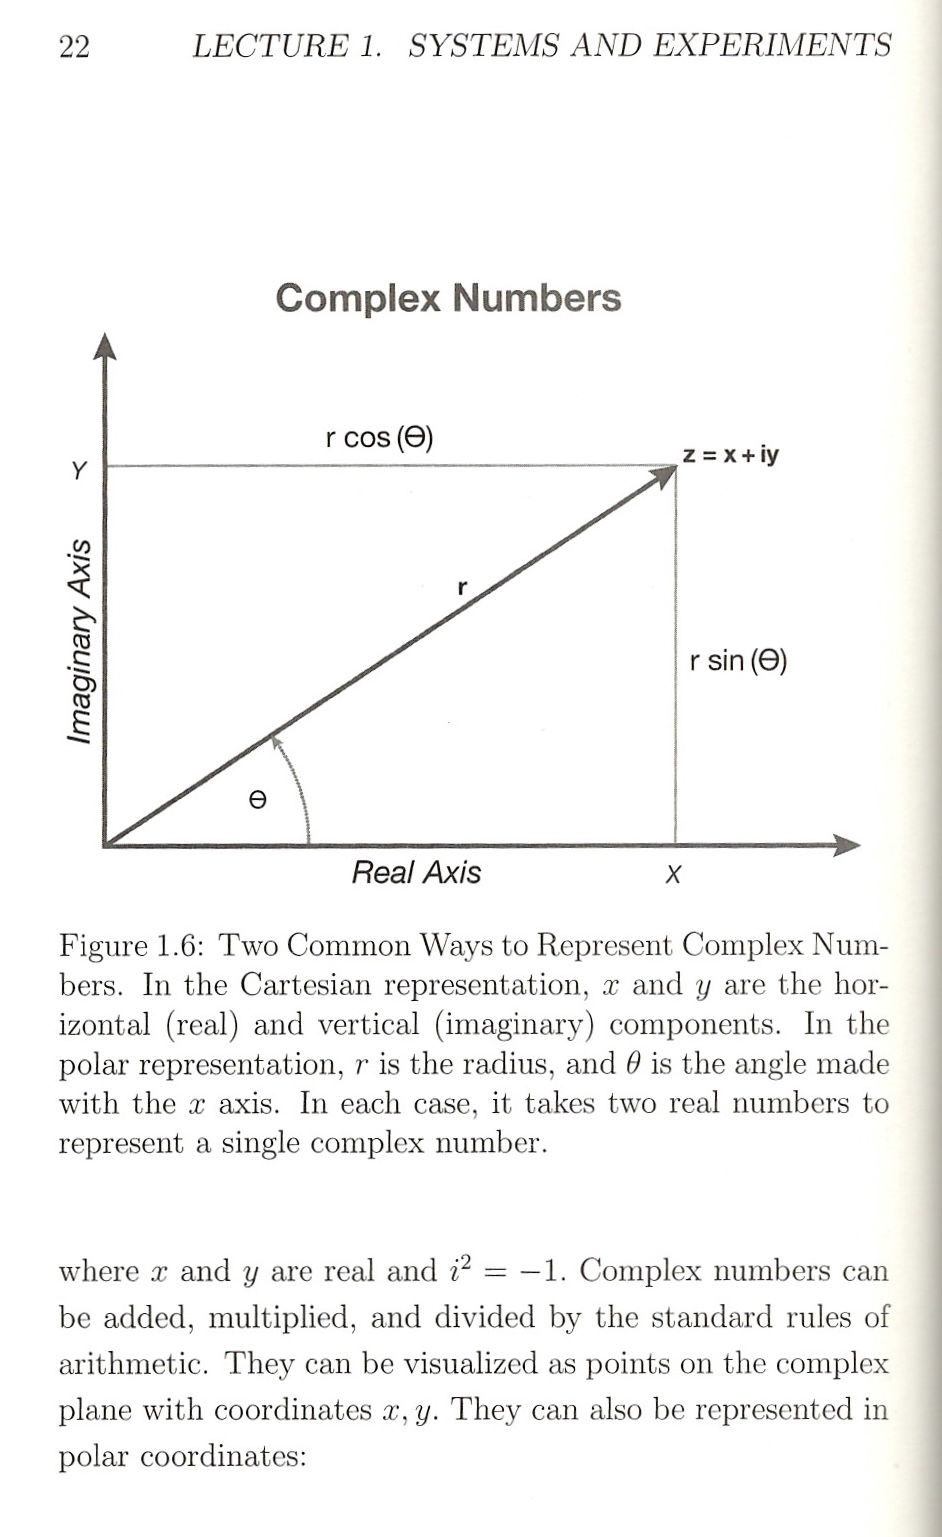 22 LECTURE 1. SYSTEMS AND EXPERIMENTS
Complex Numbers
r cos (Θ)
Y
z = x + iy
Imaginary Axis
r
r sin (Θ)
Θ
Real Axis
X
Figure 1.6: Two Common Ways to Represent Complex Num-
bers. In the Cartesian representation, x and y are the hor-
izontal (real) and vertical (imaginary) components. In the
polar representation, r is the radius, and θ is the angle made
with the x axis. In each case, it takes two real numbers to
represent a single complex number.
where x and y are real and i² = −1. Complex numbers can
be added, multiplied, and divided by the standard rules of
arithmetic. They can be visualized as points on the complex
plane with coordinates x, y. They can also be represented in
polar coordinates: